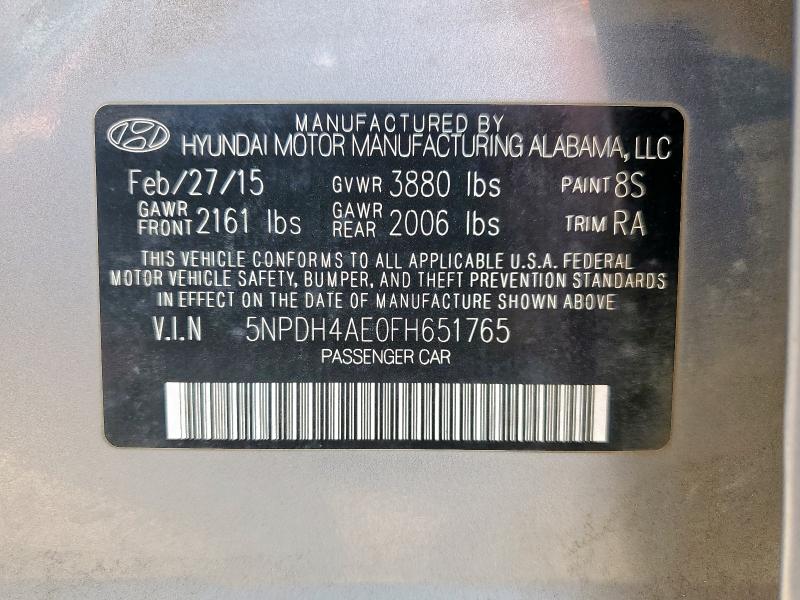 MANUFACTURED BY
HYUNDAI MOTOR MANUFACTURING ALABAMA, LLC
Feb/27/15 GVWR 3880 lbs PAINT 8S
GAWR FRONT 2161 lbs GAWR REAR 2006 lbs TRIM RA
THIS VEHICLE CONFORMS TO ALL APPLICABLE U.S.A. FEDERAL
MOTOR VEHICLE SAFETY, BUMPER, AND THEFT PREVENTION STANDARDS
IN EFFECT ON THE DATE OF MANUFACTURE SHOWN ABOVE
V.I.N 5NPDH4AE0FH651765
PASSENGER CAR